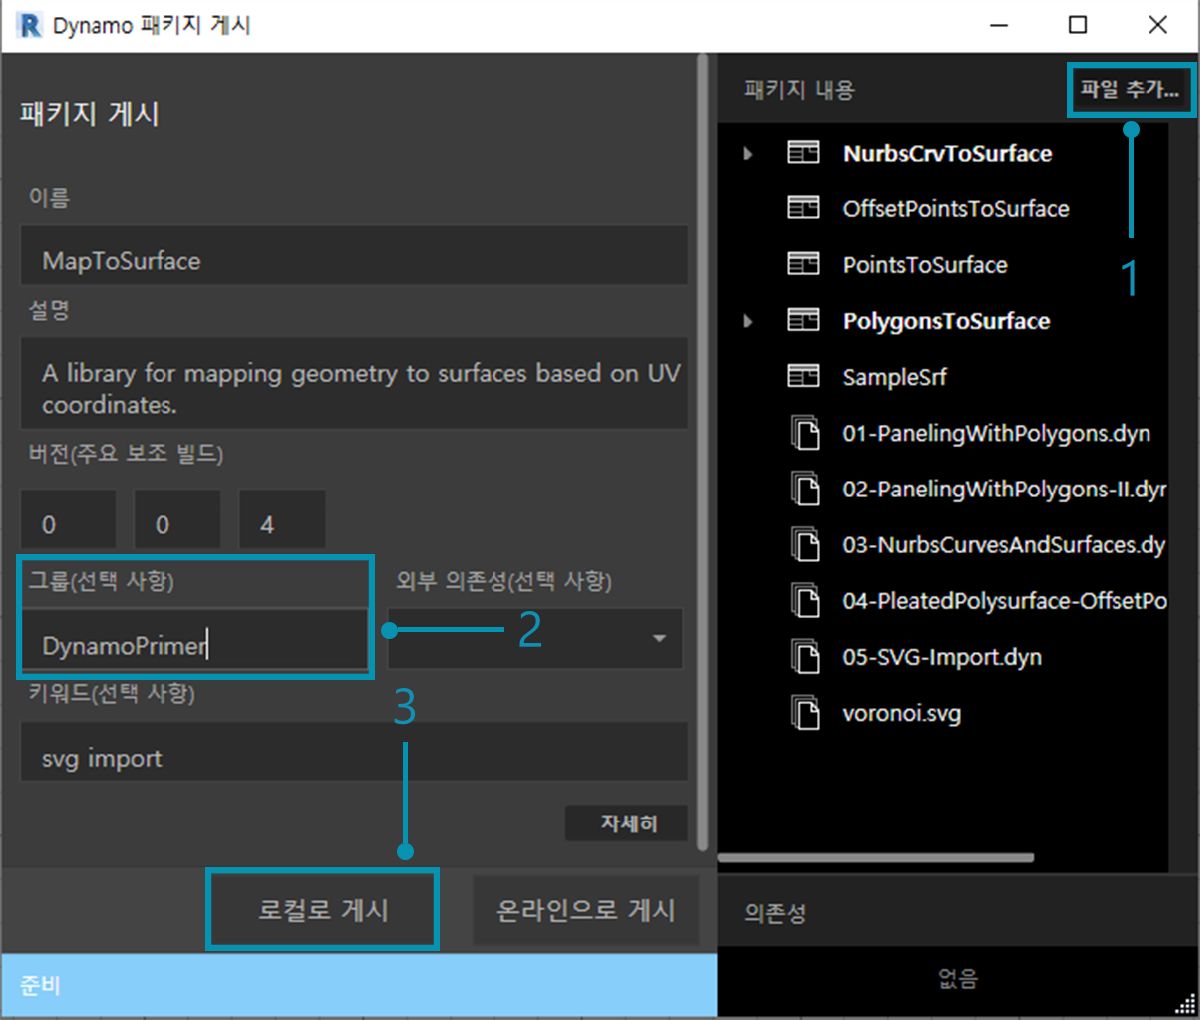 Dynamo 패키지 게시
패키지 게시
이름
MapToSurface
설명
A library for mapping geometry to surfaces based on UV
coordinates.
버전(주요 보조 빌드)
0 0 4
그룹(선택 사항) 외부 의존성(선택 사항)
DynamoPrimer
2
키워드(선택 사항)
3
svg import
자세히
로컬로 게시 온라인으로 게시
준비
패키지 내용 파일 추가...
1
NurbsCrvToSurface
OffsetPointsToSurface
PointsToSurface
PolygonsToSurface
SampleSrf
01-PanelingWithPolygons.dyn
02-PanelingWithPolygons-II.dyr
03-NurbsCurvesAndSurfaces.dy
04-PleatedPolysurface-OffsetPo
05-SVG-Import.dyn
voronoi.svg
의존성
없음